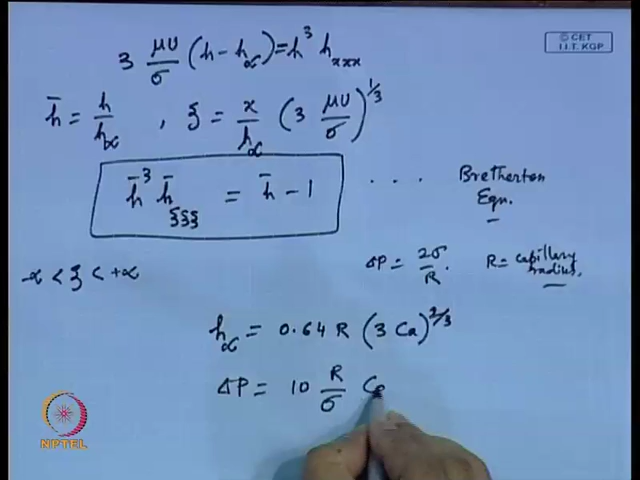 © CET
I.I.T. KGP
3 μU/σ (h - h∝) = h³ hₓₓₓ
h̄ = h/h∝ , ξ = x/h∝ (3 μU/σ)^1/3
h̄³ h̄_ξξξ = h̄ - 1 . . . Bretherton Eqn.
-∝ < ξ < +∝
ΔP = 2σ/R . R = capillary radius.
h∝ = 0.64 R (3 Ca)^2/3
ΔP = 10 R/σ Ca
NPTEL